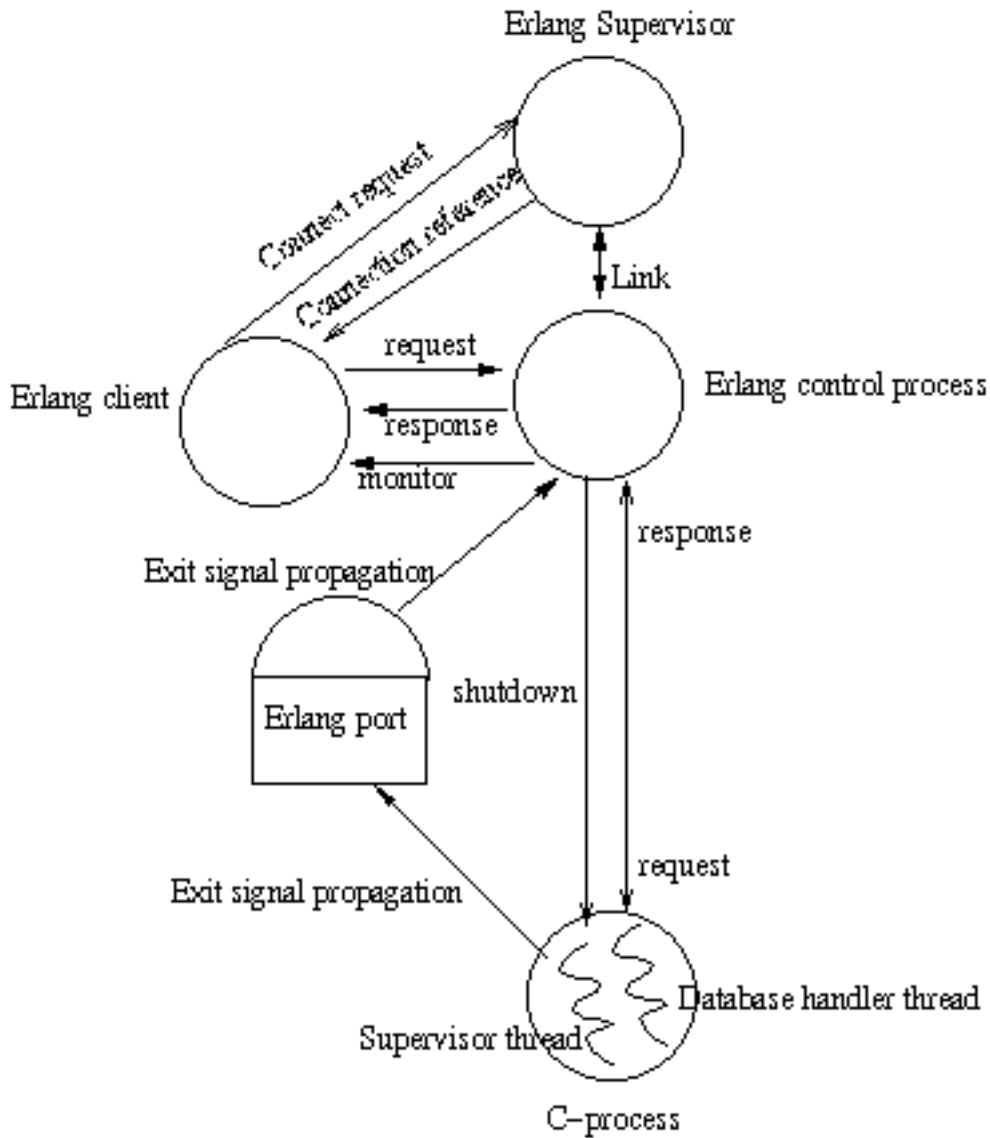 Erlang Supervisor
Connect request
Connection reference
Link
request
Erlang client
Erlang control process
response
monitor
response
Exit signal propagation
shutdown
Erlang port
request
Exit signal propagation
Database handler thread
Supervisor thread
C-process